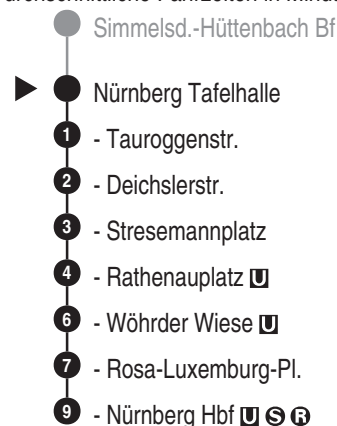 Simmelsd.-Hüttenbach Bf
Nürnberg Tafelhalle
1 - Tauroggenstr.
2 - Deichslerstr.
3 - Stresemannplatz
4 - Rathenauplatz U
6 - Wöhrder Wiese U
7 - Rosa-Luxemburg-Pl.
9 - Nürnberg Hbf U S R